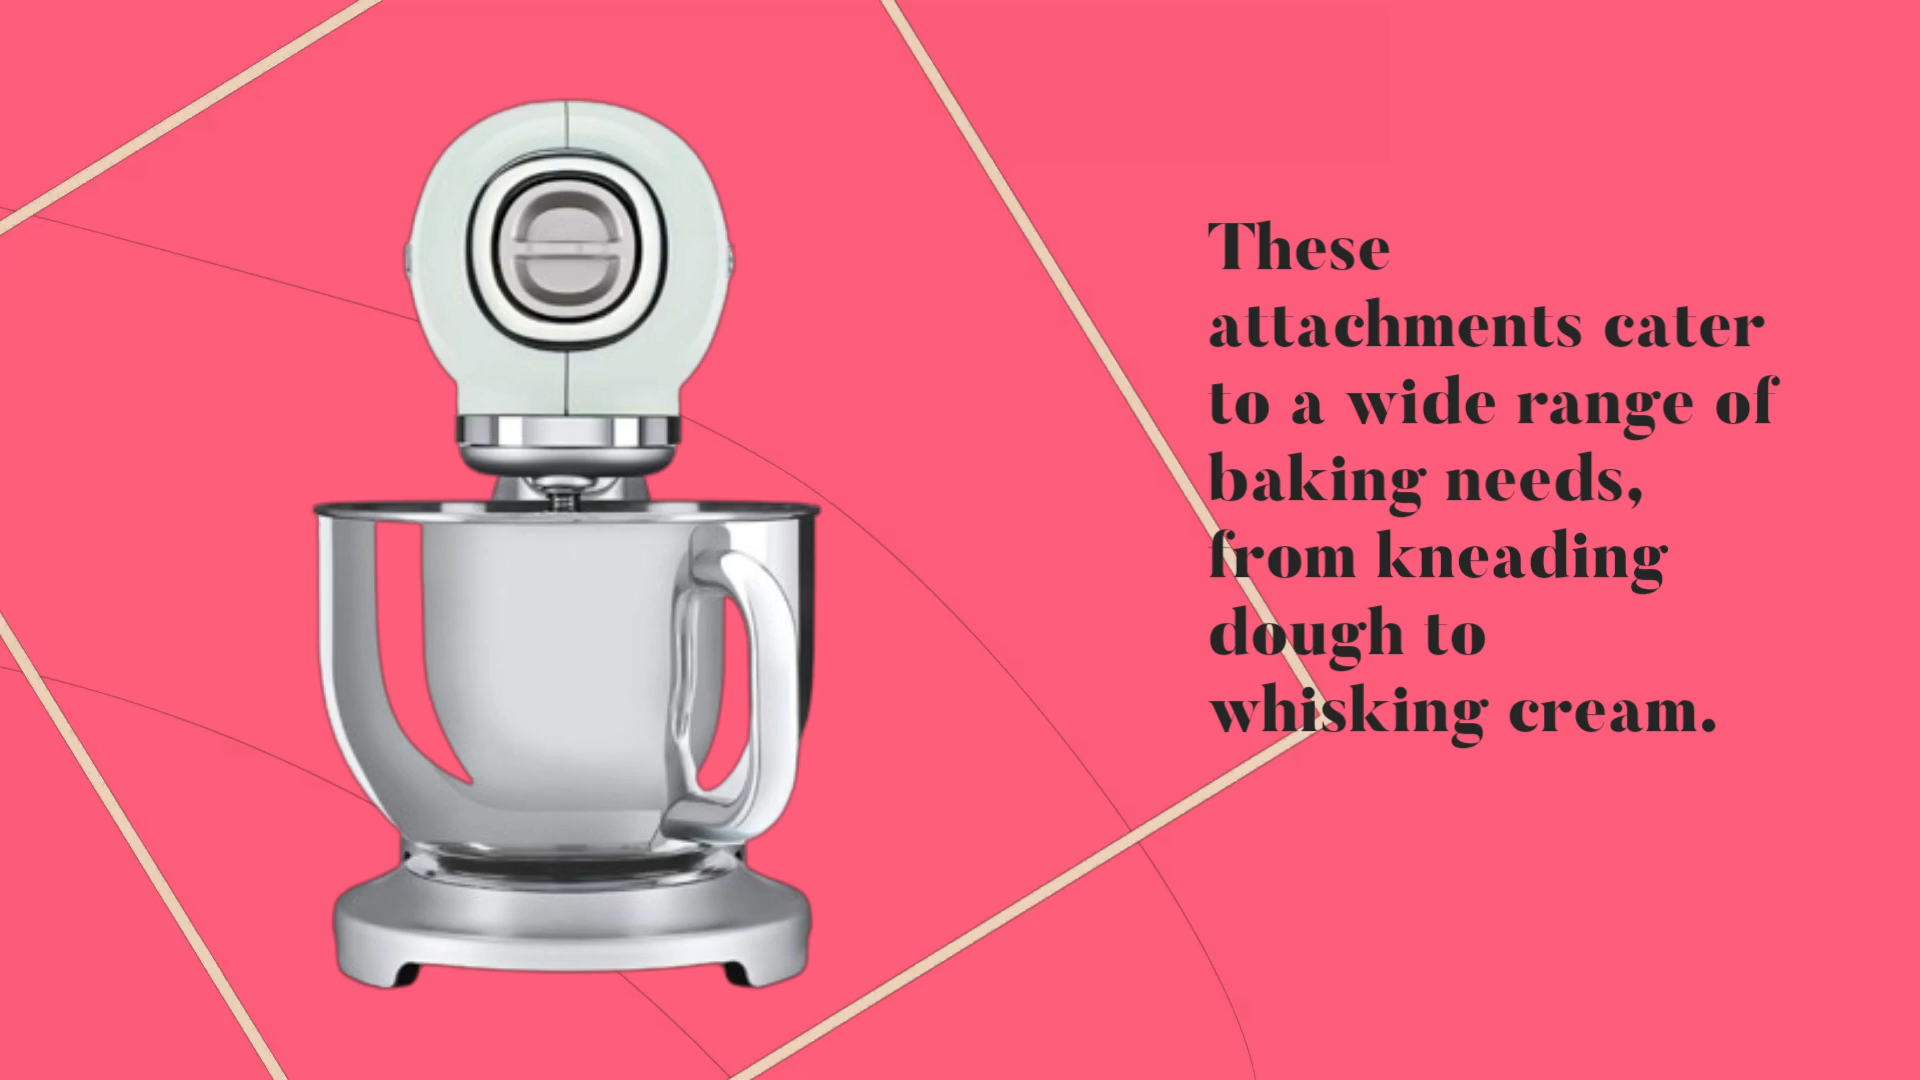 These
attachments cater
to a wide range of
baking needs,
from kneading
dough to
whisking cream.